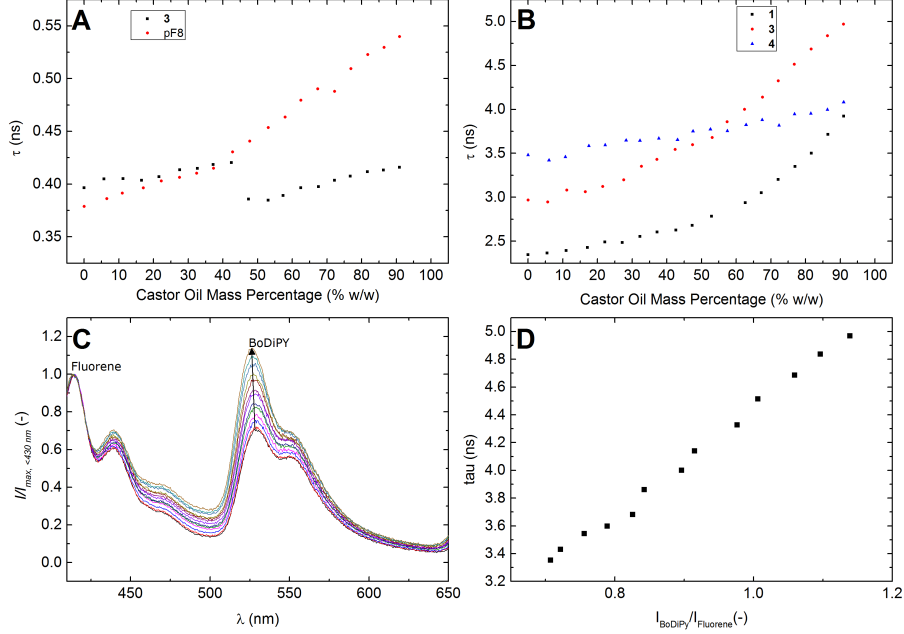 A
3
pF8
0.55
0.50
0.45
0.40
0.35
τ (ns)
0 10 20 30 40 50 60 70 80 90 100
Castor Oil Mass Percentage (% w/w)
B
1
3
4
5.0
4.5
4.0
3.5
3.0
2.5
τ (ns)
0 10 20 30 40 50 60 70 80 90 100
Castor Oil Mass Percentage (% w/w)
C
Fluorene
BoDiPY
1.2
1.0
0.8
0.6
0.4
0.2
0.0
I/Imax, <430 nm (-)
450 500 550 600 650
λ (nm)
D
5.0
4.8
4.6
4.4
4.2
4.0
3.8
3.6
3.4
3.2
tau (ns)
0.8 1.0 1.2
IBoDiPy/IFluorene(-)